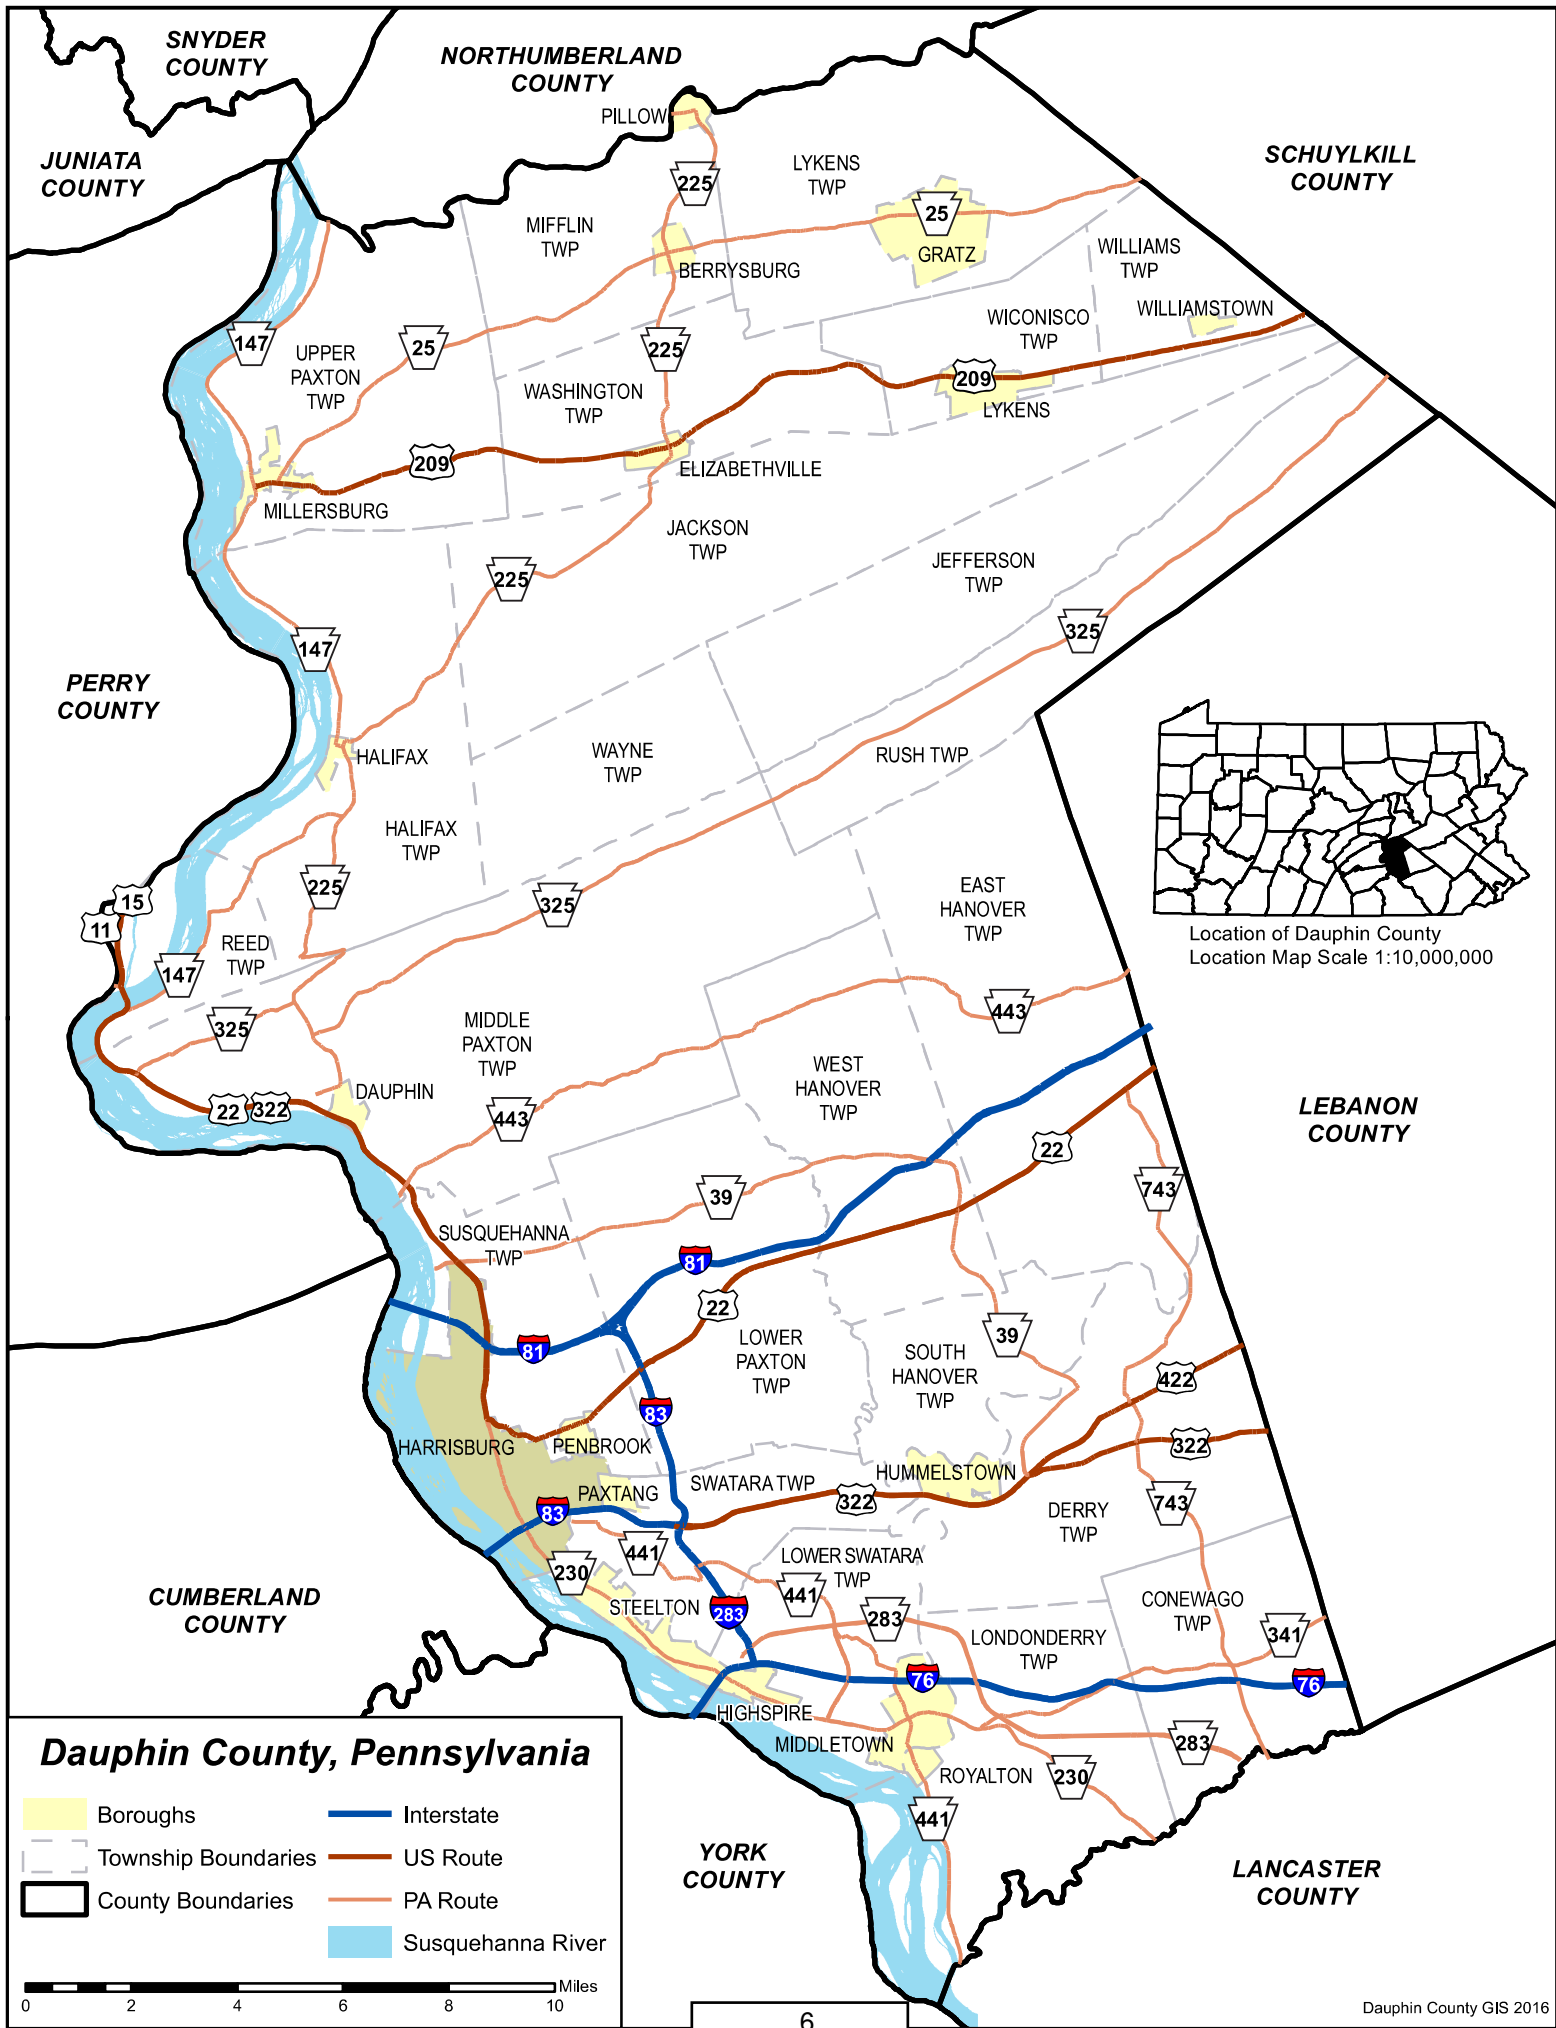 SNYDER
COUNTY
NORTHUMBERLAND
COUNTY
PILLOW
JUNIATA
COUNTY
SCHUYLKILL
COUNTY
LYKENS
TWP
225
MIFFLIN
TWP
25
GRATZ
BERRYSBURG
WILLIAMS
TWP
WILLIAMSTOWN
WICONISCO
TWP
147
25
225
UPPER
PAXTON
TWP
WASHINGTON
TWP
209
LYKENS
209
ELIZABETHVILLE
MILLERSBURG
JACKSON
TWP
JEFFERSON
TWP
225
325
147
PERRY
COUNTY
HALIFAX
WAYNE
TWP
RUSH TWP
HALIFAX
TWP
225
325
15
11
EAST
HANOVER
TWP
Location of Dauphin County
Location Map Scale 1:10,000,000
REED
TWP
147
325
443
MIDDLE
PAXTON
TWP
WEST
HANOVER
TWP
DAUPHIN
22
322
443
LEBANON
COUNTY
22
743
39
SUSQUEHANNA
TWP
81
22
81
LOWER
PAXTON
TWP
39
SOUTH
HANOVER
TWP
422
83
HARRISBURG
PENBROOK
322
HUMMELSTOWN
SWATARA TWP
PAXTANG
322
83
743
DERRY
TWP
441
230
LOWER SWATARA
TWP
441
STEELTON
283
283
CONEWAGO
TWP
341
LONDONDERRY
TWP
76
76
CUMBERLAND
COUNTY
HIGHSPIRE
MIDDLETOWN
283
ROYALTON
230
441
YORK
COUNTY
LANCASTER
COUNTY
Dauphin County, Pennsylvania
Boroughs
Interstate
Township Boundaries
US Route
County Boundaries
PA Route
Susquehanna River
Miles
0 2 4 6 8 10
6
Dauphin County GIS 2016